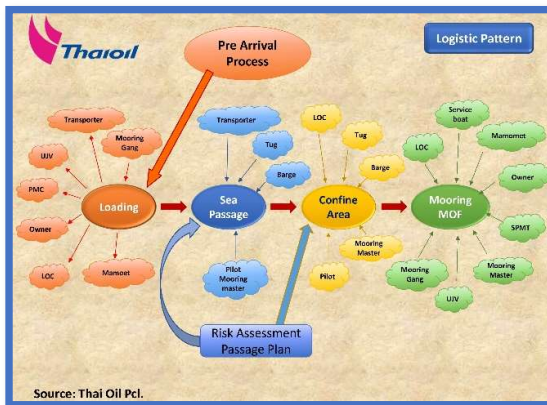 Thaioil
Pre Arrival
Process
Logistic Pattern
Transporter
Mooring
Gang
UJV
PMC
Owner
LOC
Mamoet
Loading
Transporter
Tug
Barge
Sea
Passage
Pilot
Mooring
master
LOC
Tug
Barge
Confine
Area
Mooring
Master
Pilot
Service
boat
LOC
Mamomet
Owner
SPMT
Mooring
MOF
Mooring
Gang
UJV
Mooring
Master
Risk Assessment
Passage Plan
Source: Thai Oil Pcl.